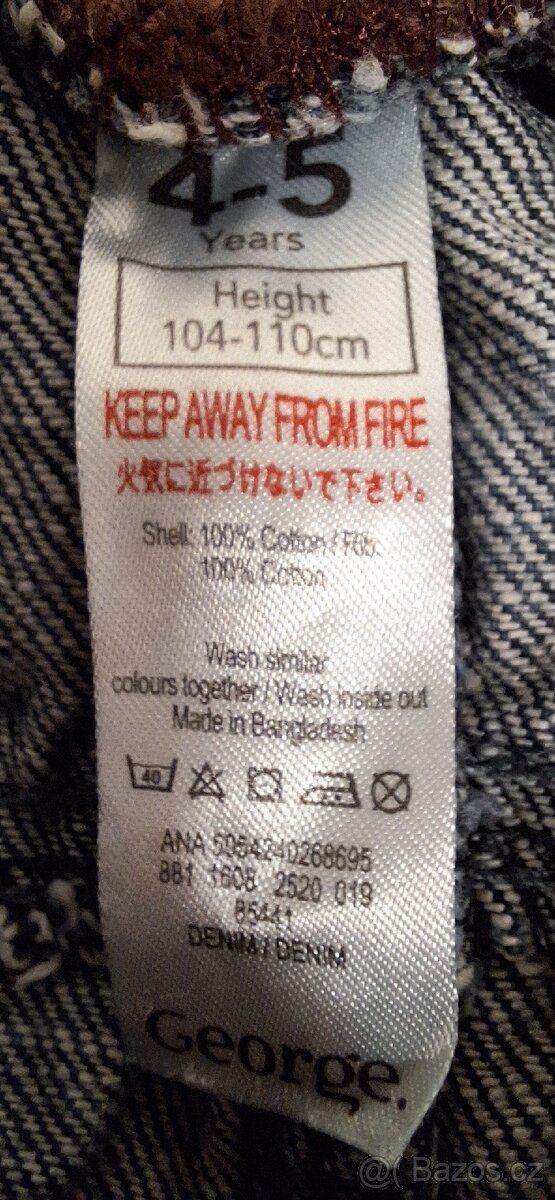 4-5
Years
Height
104-110cm
KEEP AWAY FROM FIRE
火気に近づけないで下さい。
Shell: 100% Cotton / Rib:
100% Cotton
Wash similar
colours together / Wash inside out
Made in Bangladesh
40
ANA 5054240268695
881 1608 2520 019
85441
DENIM / DENIM
George.
@( Bazos.cz